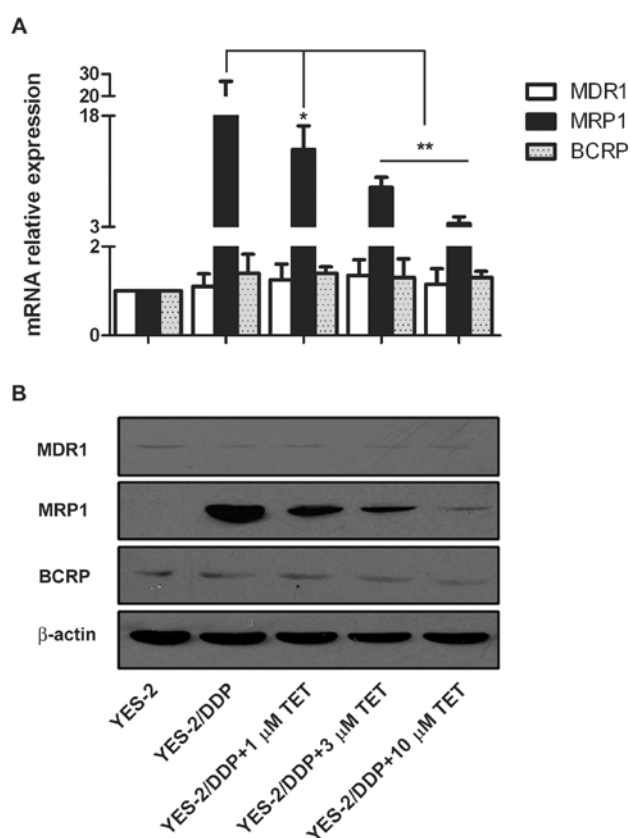 A
mRNA relative expression
30
20
18
3
2
0
*
**
MDR1
MRP1
BCRP
B
MDR1
MRP1
BCRP
β-actin
YES-2
YES-2/DDP
YES-2/DDP+1 μM TET
YES-2/DDP+3 μM TET
YES-2/DDP+10 μM TET